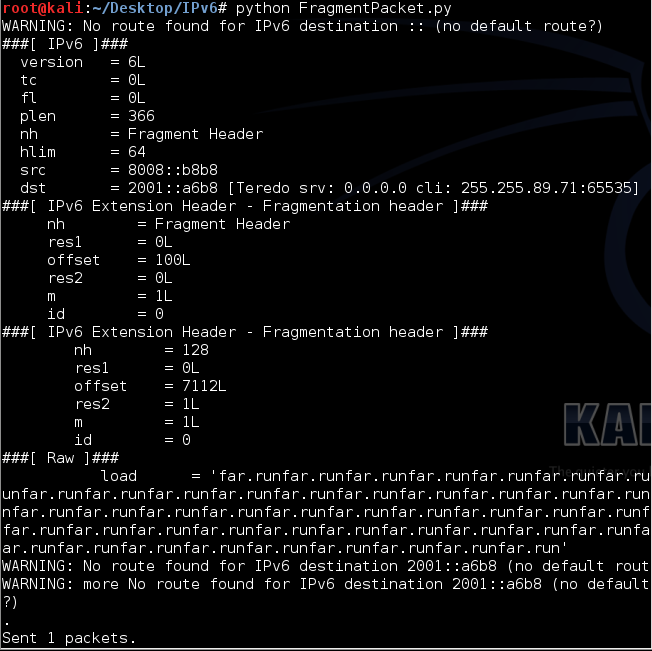 root@kali:~/Desktop/IPv6# python FragmentPacket.py
WARNING: No route found for IPv6 destination :: (no default route?)
###[ IPv6 ]###
  version   = 6L
  tc        = 0L
  fl        = 0L
  plen      = 366
  nh        = Fragment Header
  hlim      = 64
  src       = 8008::b8b8
  dst       = 2001::a6b8 [Teredo srv: 0.0.0.0 cli: 255.255.89.71:65535]
###[ IPv6 Extension Header - Fragmentation header ]###
     nh        = Fragment Header
     res1      = 0L
     offset    = 100L
     res2      = 0L
     m         = 1L
     id        = 0
###[ IPv6 Extension Header - Fragmentation header ]###
        nh        = 128
        res1      = 0L
        offset    = 7112L
        res2      = 1L
        m         = 1L
        id        = 0
KAL
###[ Raw ]###
           load      = 'far.runfar.runfar.runfar.runfar.runfar.runfar.ru
unfar.runfar.runfar.runfar.runfar.runfar.runfar.runfar.runfar.runfar.run
nfar.runfar.runfar.runfar.runfar.runfar.runfar.runfar.runfar.runfar.runf
far.runfar.runfar.runfar.runfar.runfar.runfar.runfar.runfar.runfar.runfa
ar.runfar.runfar.runfar.runfar.runfar.runfar.runfar.run'
WARNING: No route found for IPv6 destination 2001::a6b8 (no default rout
WARNING: more No route found for IPv6 destination 2001::a6b8 (no default
?)
.
Sent 1 packets.